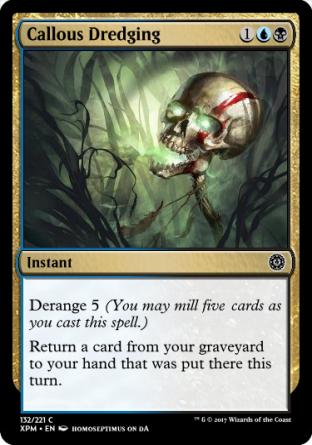 Callous Dredging 1
Instant
Derange 5 (You may mill five cards as
you cast this spell.)
Return a card from your graveyard
to your hand that was put there this
turn.
132/221 C
XPM • EN HOMOSEPTIMUS ON DA
™ & © 2017 Wizards of the Coast